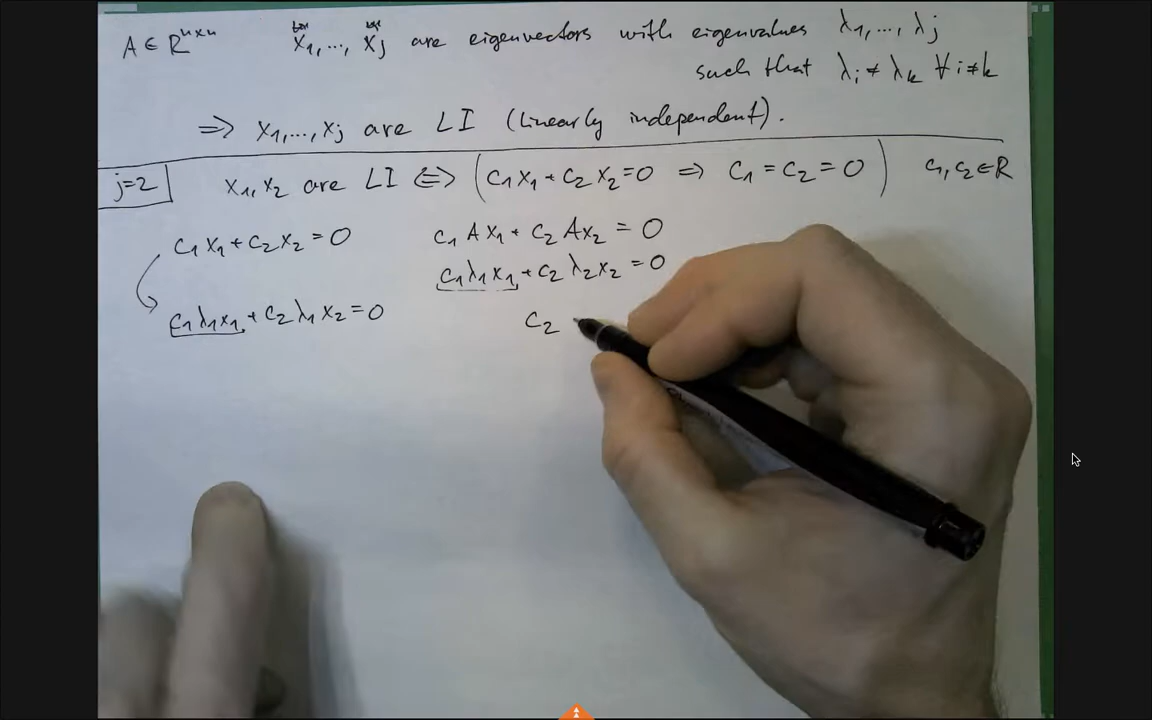 A ∈ R^{n×n} x₁,..., xⱼ are eigenvectors with eigenvalues λ₁,..., λⱼ
such that λᵢ ≠ λₖ ∀ i≠k
⇒ x₁,...,xⱼ are LI (linearly independent).
j=2 x₁,x₂ are LI ⇔ (c₁x₁ + c₂x₂=0 ⇒ c₁ = c₂ = 0) c₁,c₂∈R
c₁x₁ + c₂x₂ = 0 c₁Ax₁ + c₂Ax₂ = 0
c₁λ₁x₁ + c₂λ₂x₂ = 0
c₁λ₁x₁ + c₂λ₁x₂ = 0 c₂